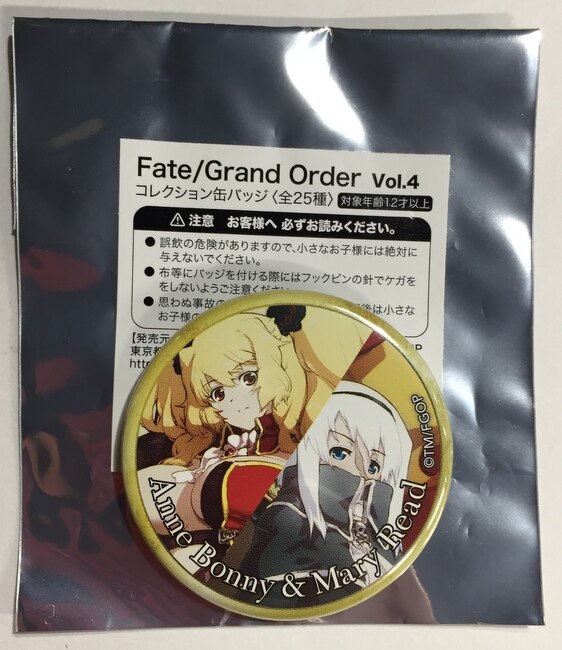 Fate/Grand Order Vol.4
コレクション缶バッジ〈全25種〉 対象年齢12才以上
注意 お客様へ 必ずお読みください。
● 誤飲の危険がありますので、小さなお子様には絶対に
与えないでください。
● 布等にバッジを付ける際にはフックピンの針でケガを
をしないようご注意ください
● 思わぬ事故の
後は小さな
お子様の
【発売元
東京都
htt
©TM/FGOP
Anne Bonny & Mary Read